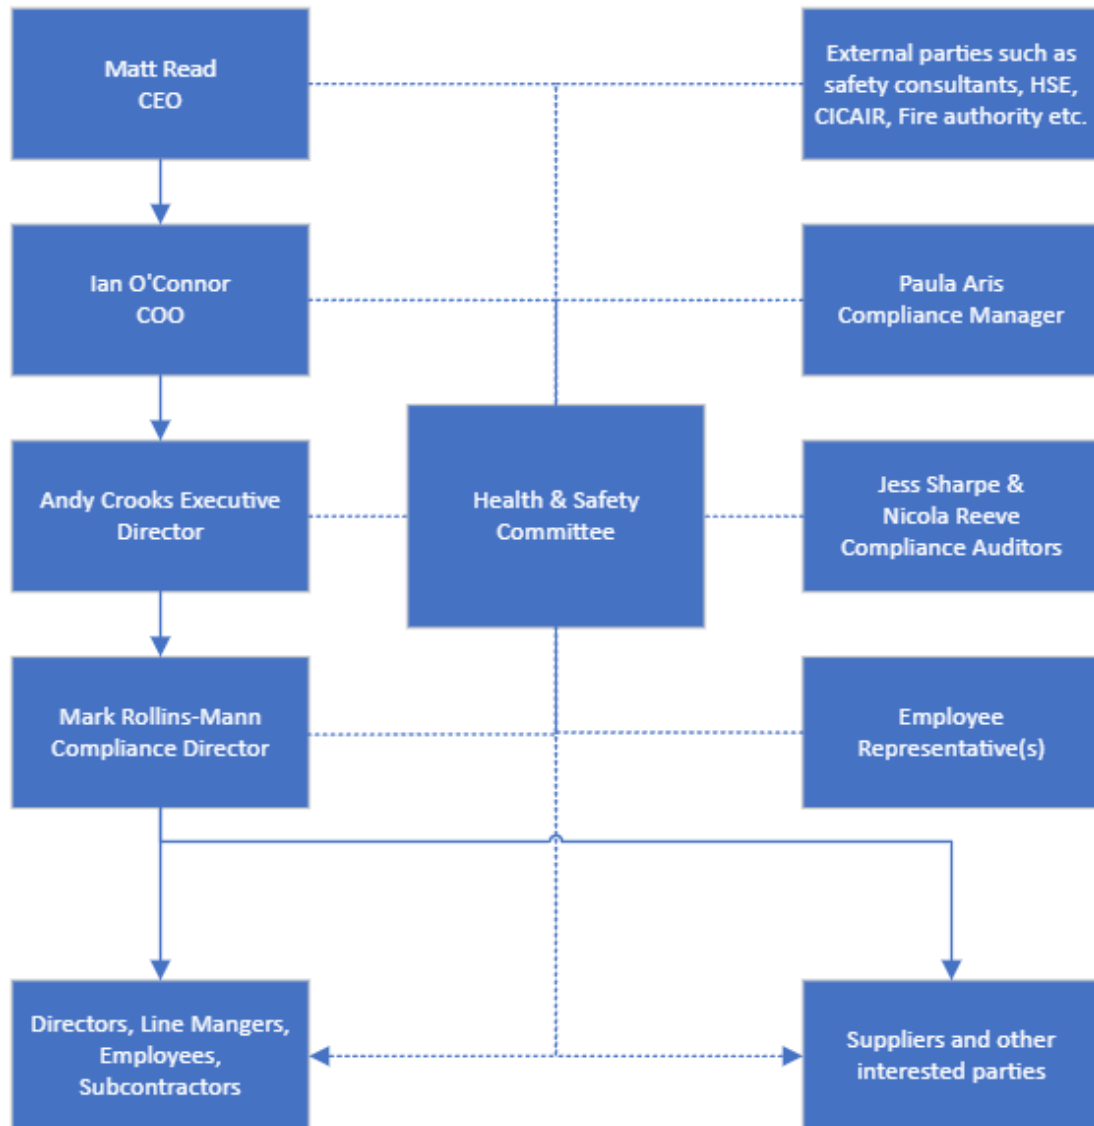 Matt Read
CEO
External parties such as
safety consultants, HSE,
CICAIR, Fire authority etc.
Ian O'Connor
COO
Paula Aris
Compliance Manager
Andy Crooks Executive
Director
Health & Safety
Committee
Jess Sharpe &
Nicola Reeve
Compliance Auditors
Mark Rollins-Mann
Compliance Director
Employee
Representative(s)
Directors, Line Mangers,
Employees,
Subcontractors
Suppliers and other
interested parties